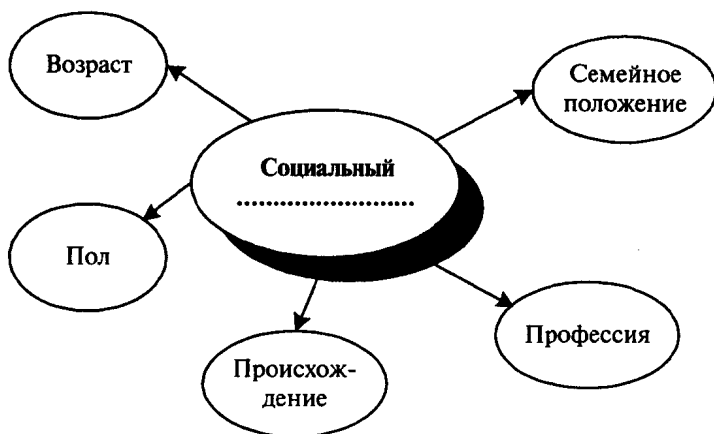 Возраст
Семейное
положение
Социальный
...........................
Пол
Профессия
Происхож-
дение